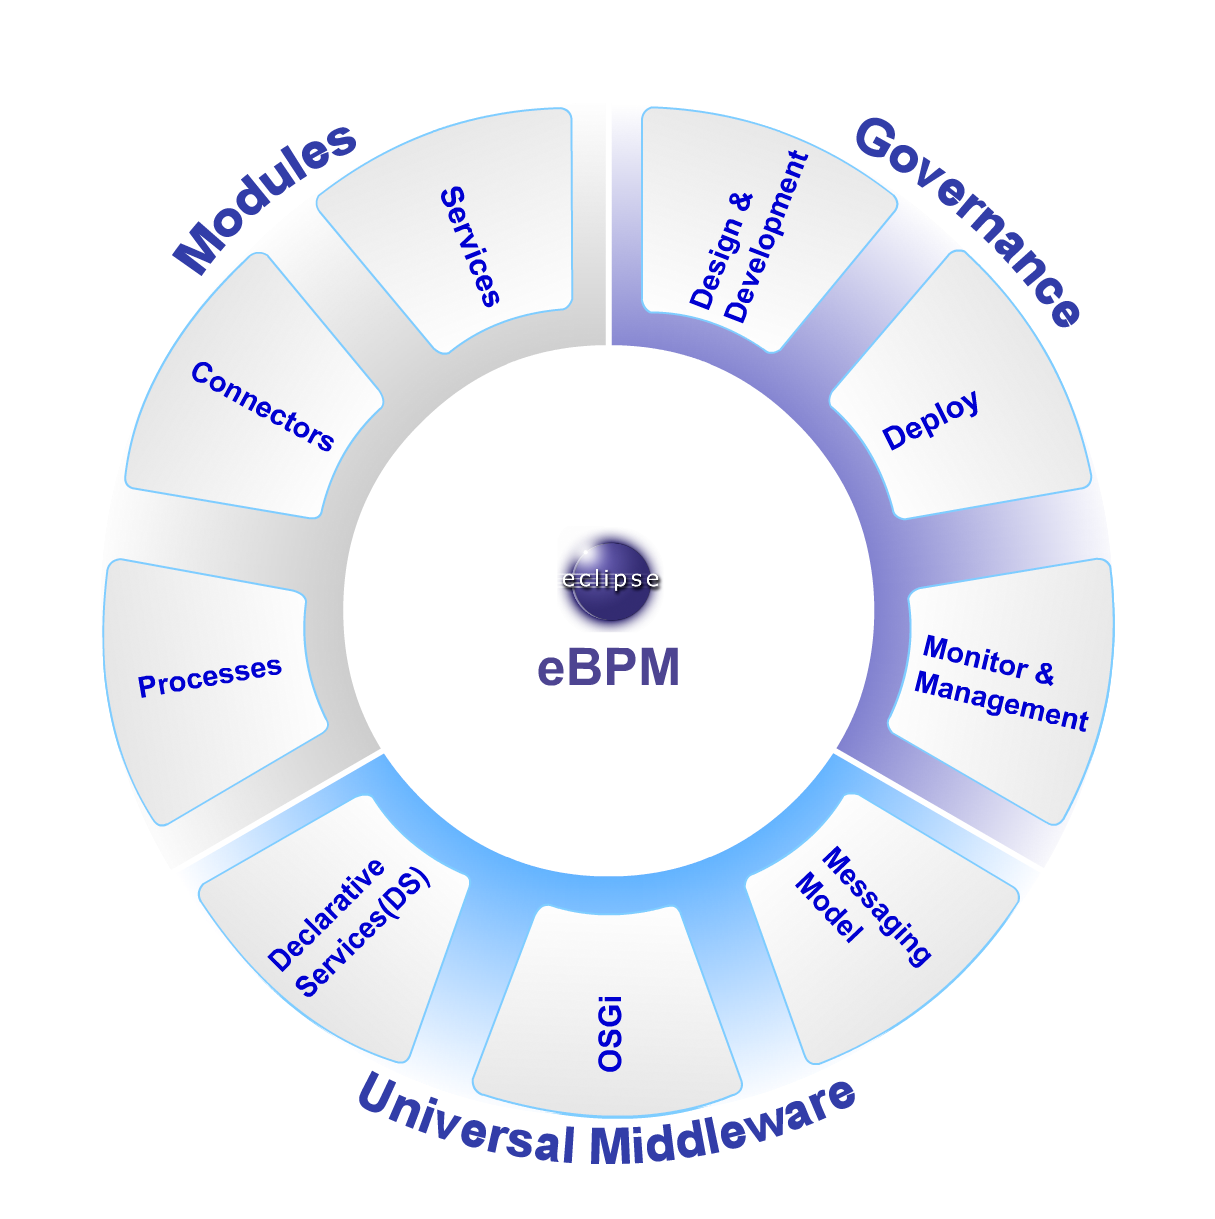 Modules
Services
Connectors
Processes
Governance
Design &
Development
Deploy
Monitor &
Management
eclipse
eBPM
Declarative
Services(DS)
OSGi
Messaging
Model
Universal Middleware